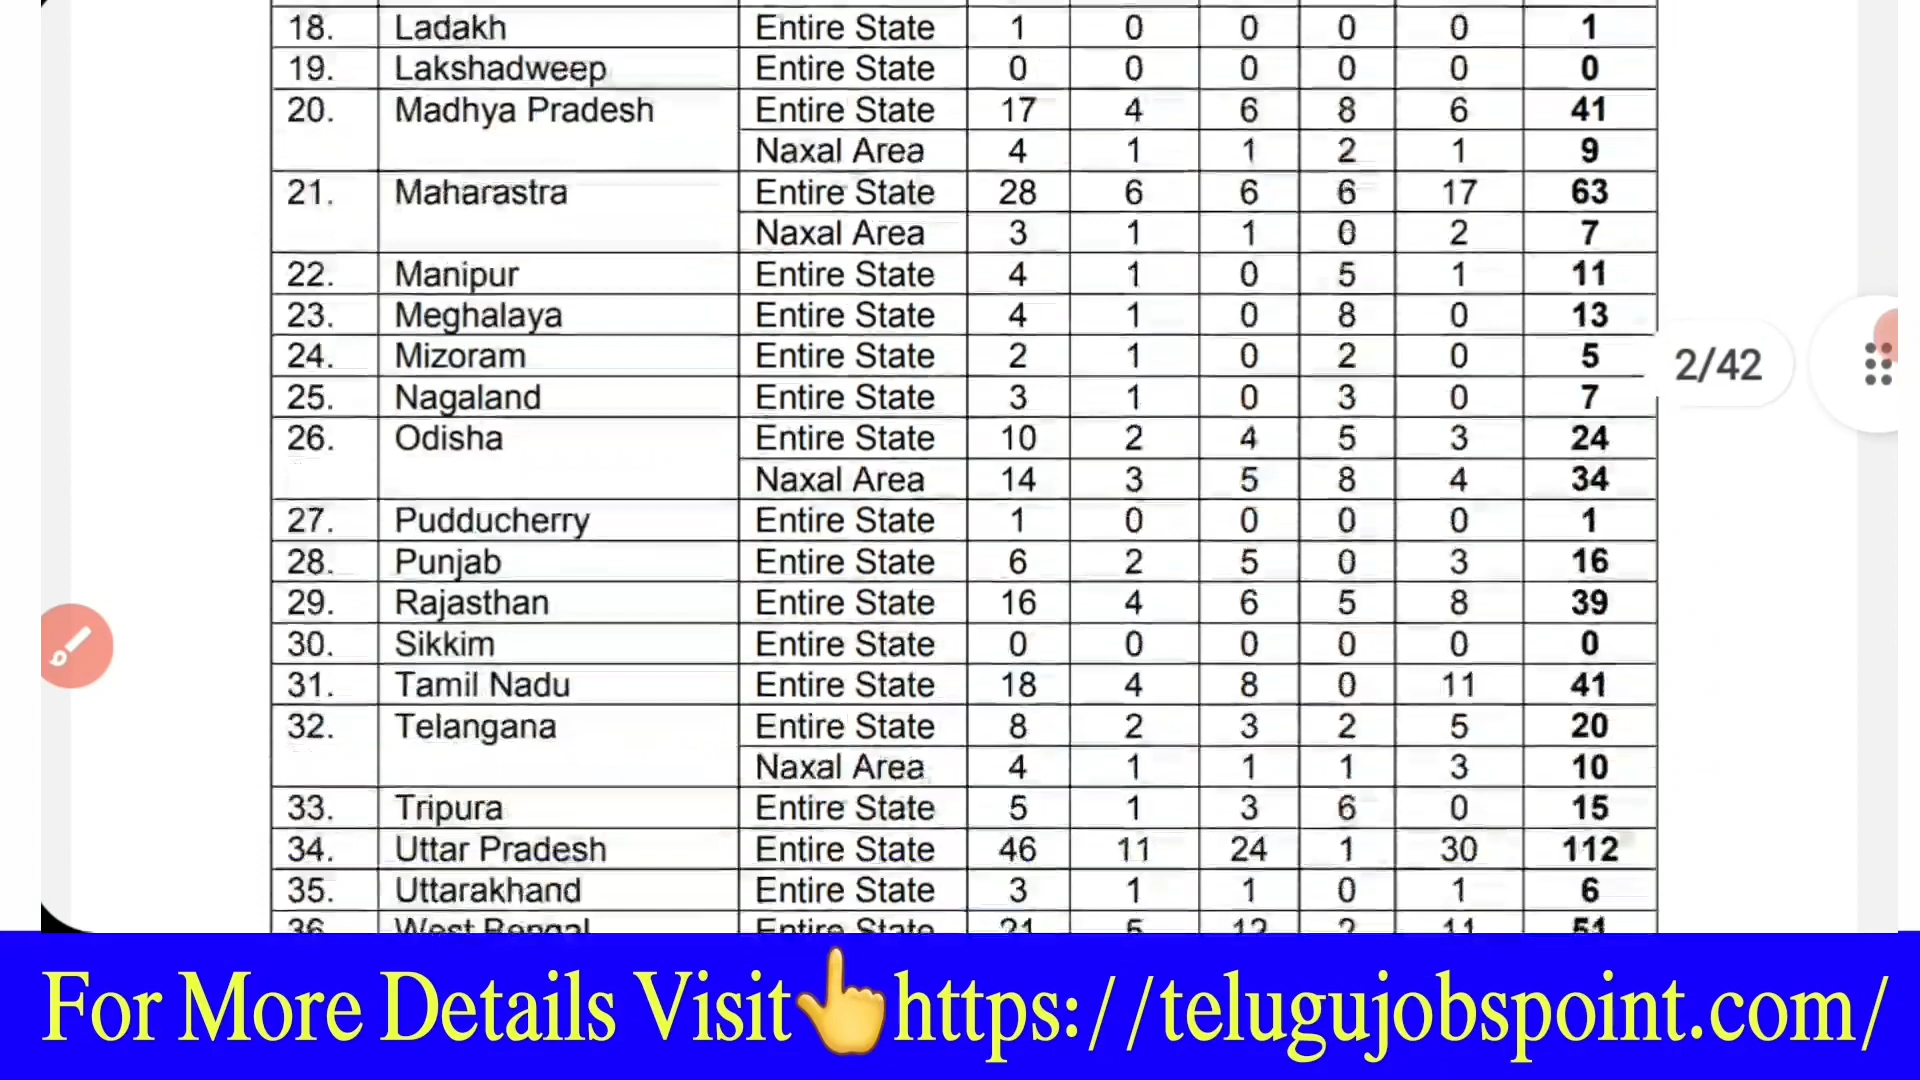 18. Ladakh Entire State 1 0 0 0 0 1
19. Lakshadweep Entire State 0 0 0 0 0 0
20. Madhya Pradesh Entire State 17 4 6 8 6 41
Naxal Area 4 1 1 2 1 9
21. Maharastra Entire State 28 6 6 6 17 63
Naxal Area 3 1 1 0 2 7
22. Manipur Entire State 4 1 0 5 1 11
23. Meghalaya Entire State 4 1 0 8 0 13
24. Mizoram Entire State 2 1 0 2 0 5
2/42
25. Nagaland Entire State 3 1 0 3 0 7
26. Odisha Entire State 10 2 4 5 3 24
Naxal Area 14 3 5 8 4 34
27. Pudducherry Entire State 1 0 0 0 0 1
28. Punjab Entire State 6 2 5 0 3 16
29. Rajasthan Entire State 16 4 6 5 8 39
30. Sikkim Entire State 0 0 0 0 0 0
31. Tamil Nadu Entire State 18 4 8 0 11 41
32. Telangana Entire State 8 2 3 2 5 20
Naxal Area 4 1 1 1 3 10
33. Tripura Entire State 5 1 3 6 0 15
34. Uttar Pradesh Entire State 46 11 24 1 30 112
35. Uttarakhand Entire State 3 1 1 0 1 6
36 West Bengal Entire State 21 5 12 2 11 51
For More Details Visit https://telugujobspoint.com/